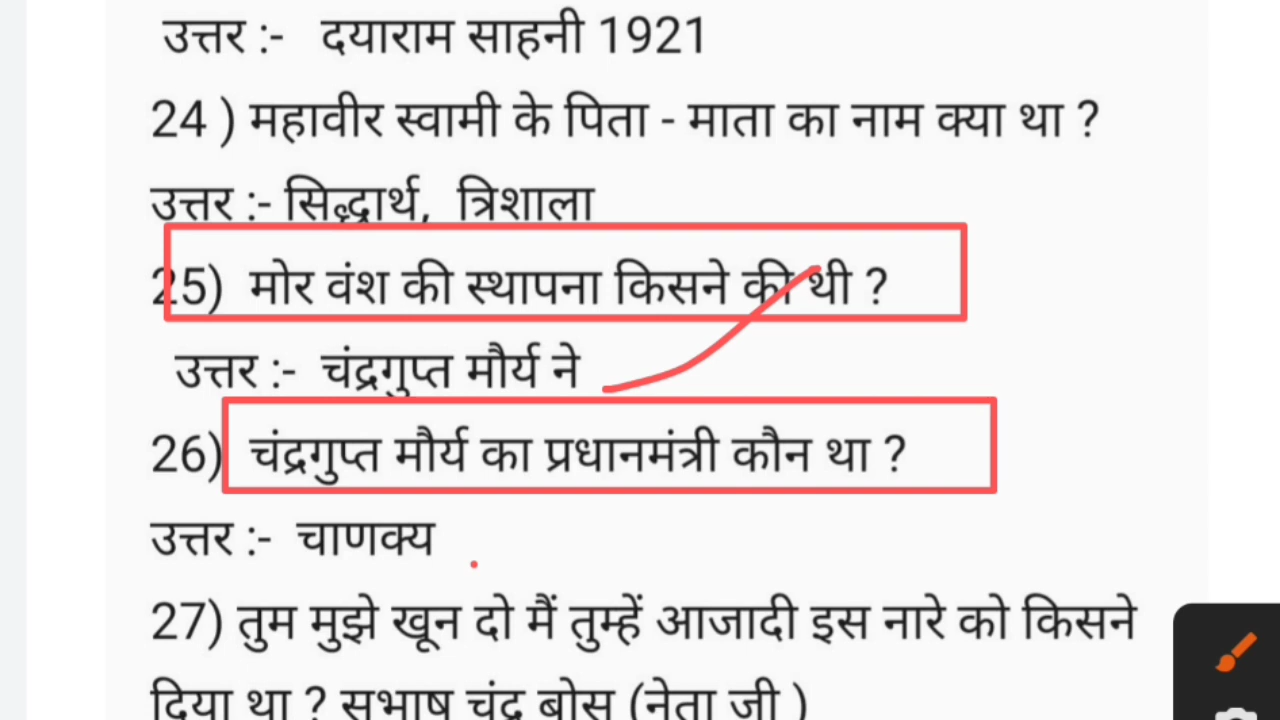 उत्तर :- दयाराम साहनी 1921
24 ) महावीर स्वामी के पिता - माता का नाम क्या था ?
उत्तर :- सिद्धार्थ, त्रिशाला
25) मोर वंश की स्थापना किसने की थी ?
उत्तर :- चंद्रगुप्त मौर्य ने
26) चंद्रगुप्त मौर्य का प्रधानमंत्री कौन था ?
उत्तर :- चाणक्य
27) तुम मुझे खून दो मैं तुम्हें आजादी इस नारे को किसने
दिया था ? सुभाष चंद्र बोस (नेता जी )